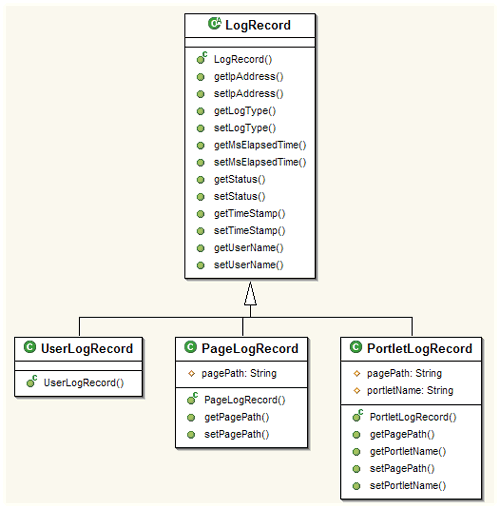 LogRecord
LogRecord()
getIpAddress()
setIpAddress()
getLogType()
setLogType()
getMsElapsedTime()
setMsElapsedTime()
getStatus()
setStatus()
getTimeStamp()
setTimeStamp()
getUserName()
setUserName()
UserLogRecord
UserLogRecord()
PageLogRecord
pagePath: String
PageLogRecord()
getPagePath()
setPagePath()
PortletLogRecord
pagePath: String
portletName: String
PortletLogRecord()
getPagePath()
getPortletName()
setPagePath()
setPortletName()